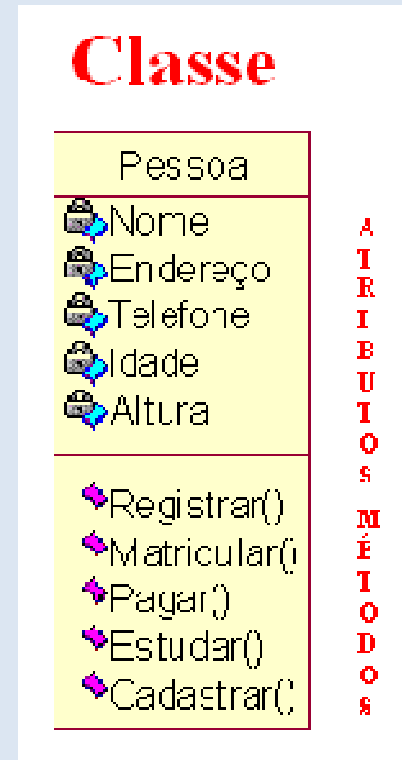 Classe
Pessoa
Nome
Endereço
Telefone
Idade
Altura
Registrar()
Matricular()
Pagar()
Estudar()
Cadastrar()
ATRIBUTOS
MÉTODOS